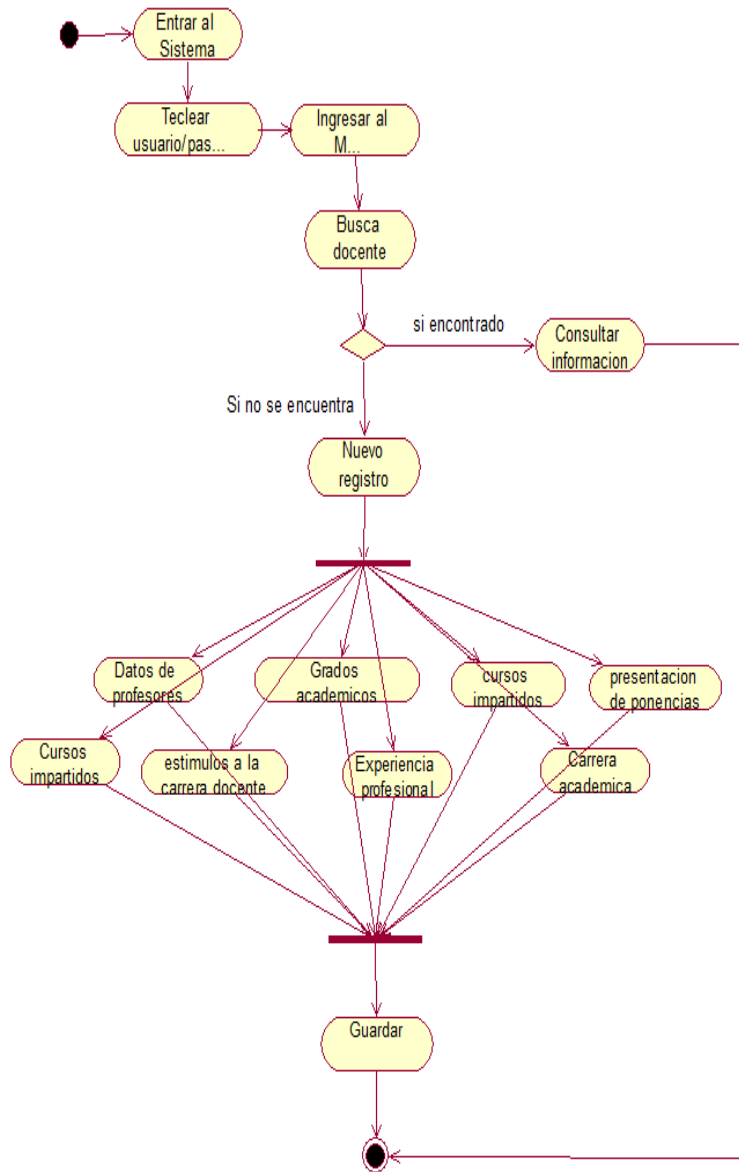 Entrar al
Sistema
Teclear
usuario/pas...
Ingresar al
M...
Busca
docente
si encontrado
Consultar
informacion
Si no se encuentra
Nuevo
registro
Datos de
profesores
Grados
academicos
cursos
impartidos
presentacion
de ponencias
Cursos
impartidos
estimulos a la
carrera docente
Experiencia
profesional
Carrera
academica
Guardar